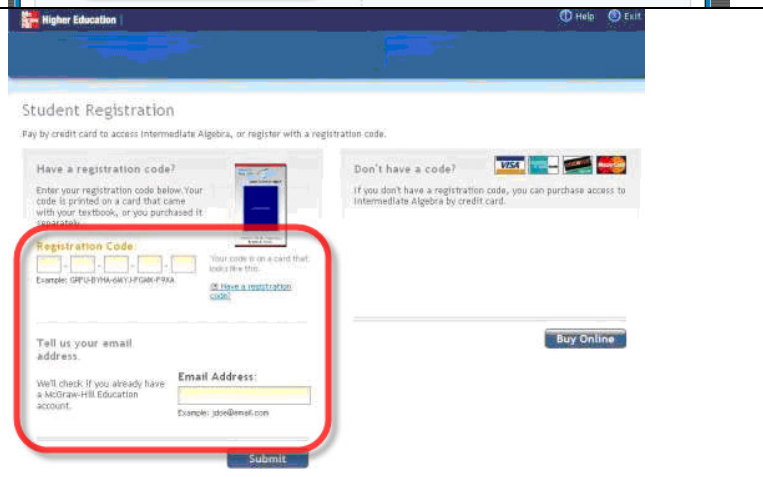 Higher Education
Help
Exit
Student Registration
Pay by credit card to access Intermediate Algebra, or register with a registration code.
Have a registration code?
Enter your registration code below. Your
code is printed on a card that came
with your textbook, or you purchased it
separately.
Registration Code:
- - - -
Example: GRFU-BYHA-6MYJ-FGMK-P9XA
Your code is on a card that
looks like this.
Have a registration
code?
Tell us your email
address.
We'll check if you already have
a McGraw-Hill Education
account.
Email Address:
Example: jdoe@email.com
Submit
Don't have a code?
VISA
MasterCard
If you don't have a registration code, you can purchase access to
Intermediate Algebra by credit card.
Buy Online